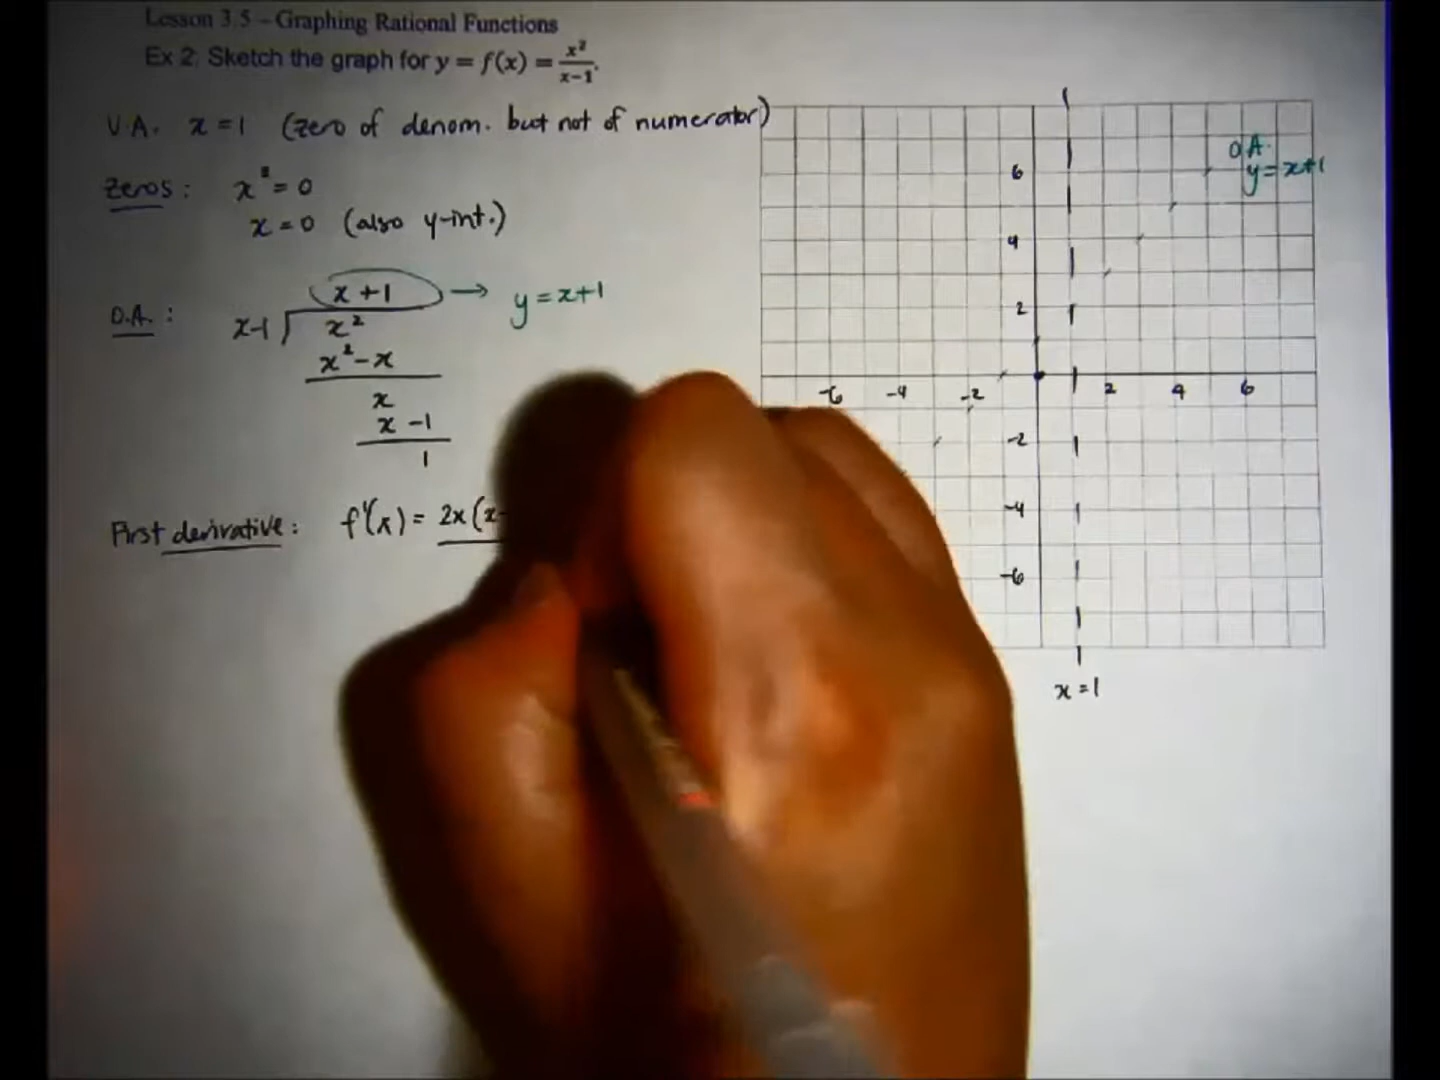 Lesson 3.5 – Graphing Rational Functions
Ex 2: Sketch the graph for y = f(x) = x²/x−1.
V.A. x = 1 (zero of denom. but not of numerator)
Zeros: x² = 0
x = 0 (also y-int.)
O.A.: x + 1 → y = x+1
x-1 x²
x² - x
x
x - 1
1
First derivative: f'(x) = 2x(x-
O.A.
y = x+1
6
4
2
-6 -4 -2 2 4 6
-2
-4
-6
x = 1